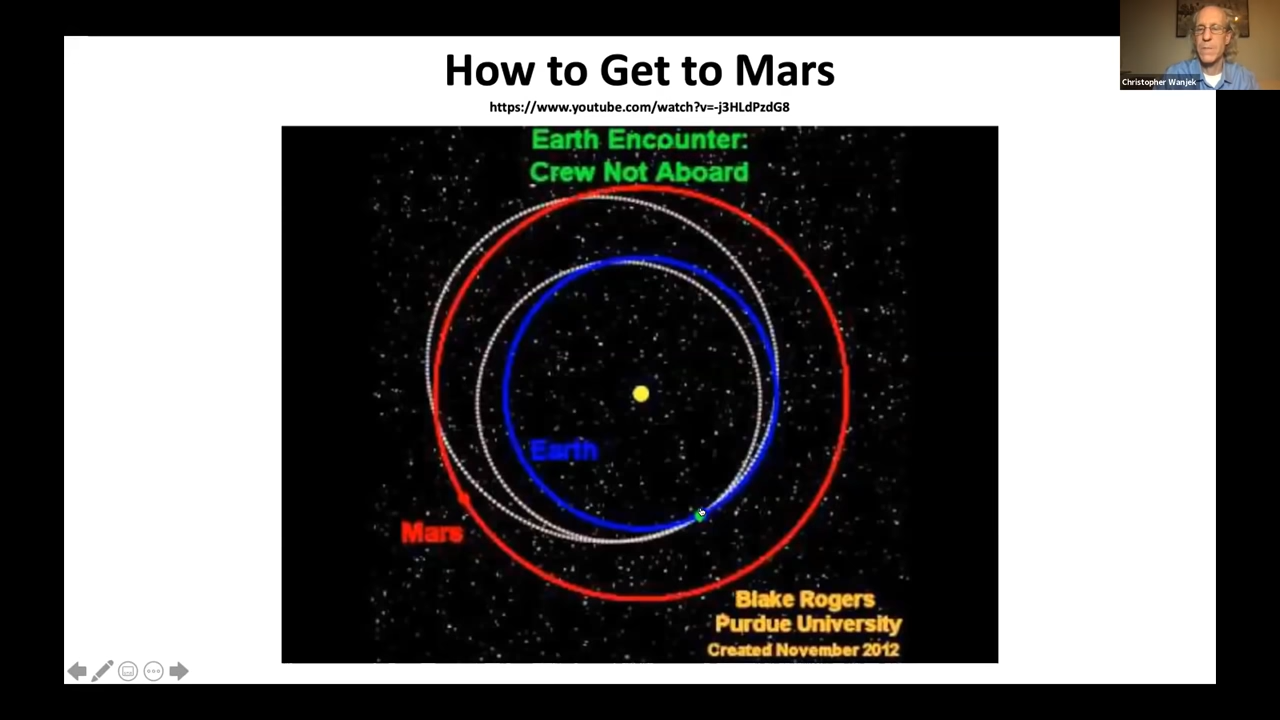 How to Get to Mars
https://www.youtube.com/watch?v=-j3HLdPzdG8
Christopher Wanjek
Earth Encounter:
Crew Not Aboard
Earth
Mars
Blake Rogers
Purdue University
Created November 2012